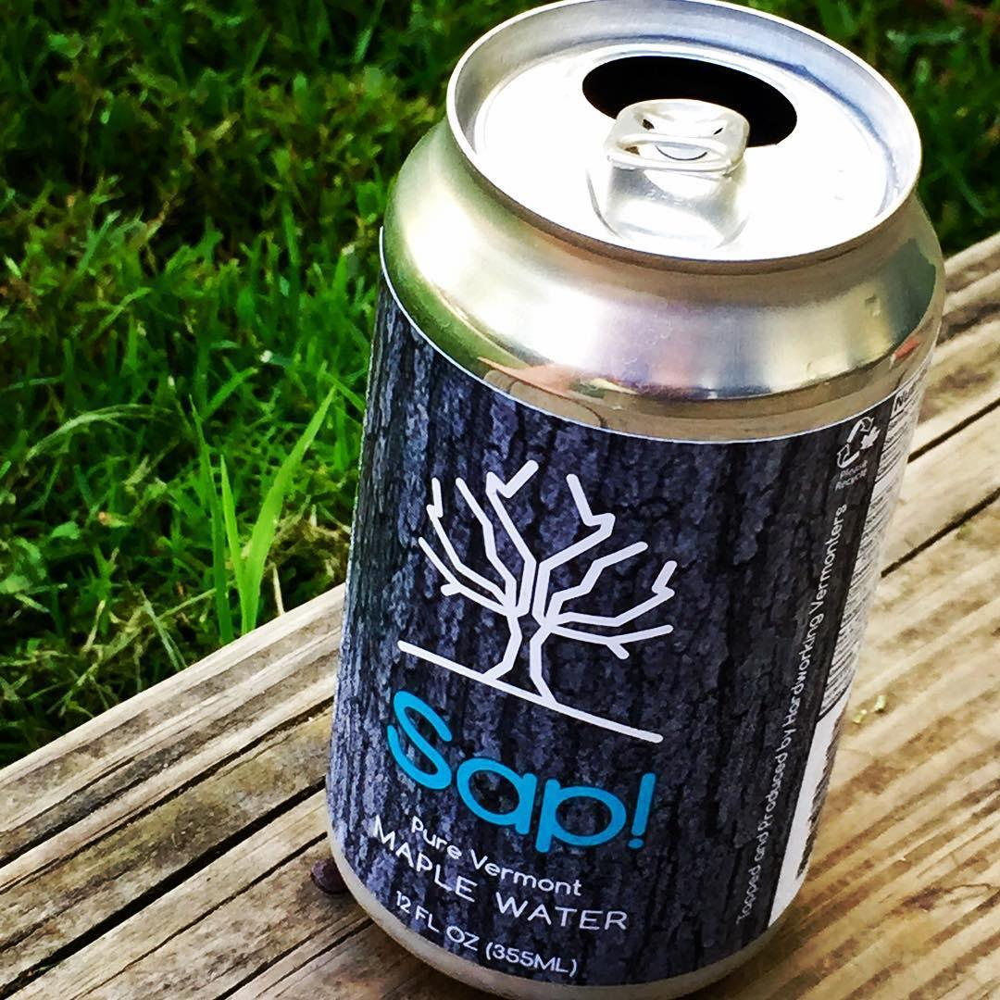 Sap!
Pure Vermont
MAPLE WATER
12 FL OZ (355ML)
Tapped and Produced by Hardworking Vermonters
Please
Recycle